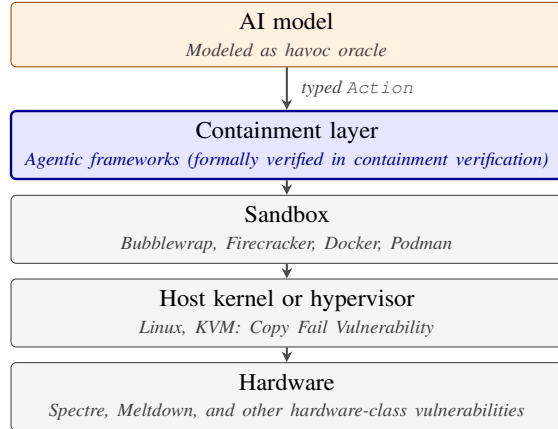 AI model
Modeled as havoc oracle
typed Action
Containment layer
Agentic frameworks (formally verified in containment verification)
Sandbox
Bubblewrap, Firecracker, Docker, Podman
Host kernel or hypervisor
Linux, KVM: Copy Fail Vulnerability
Hardware
Spectre, Meltdown, and other hardware-class vulnerabilities